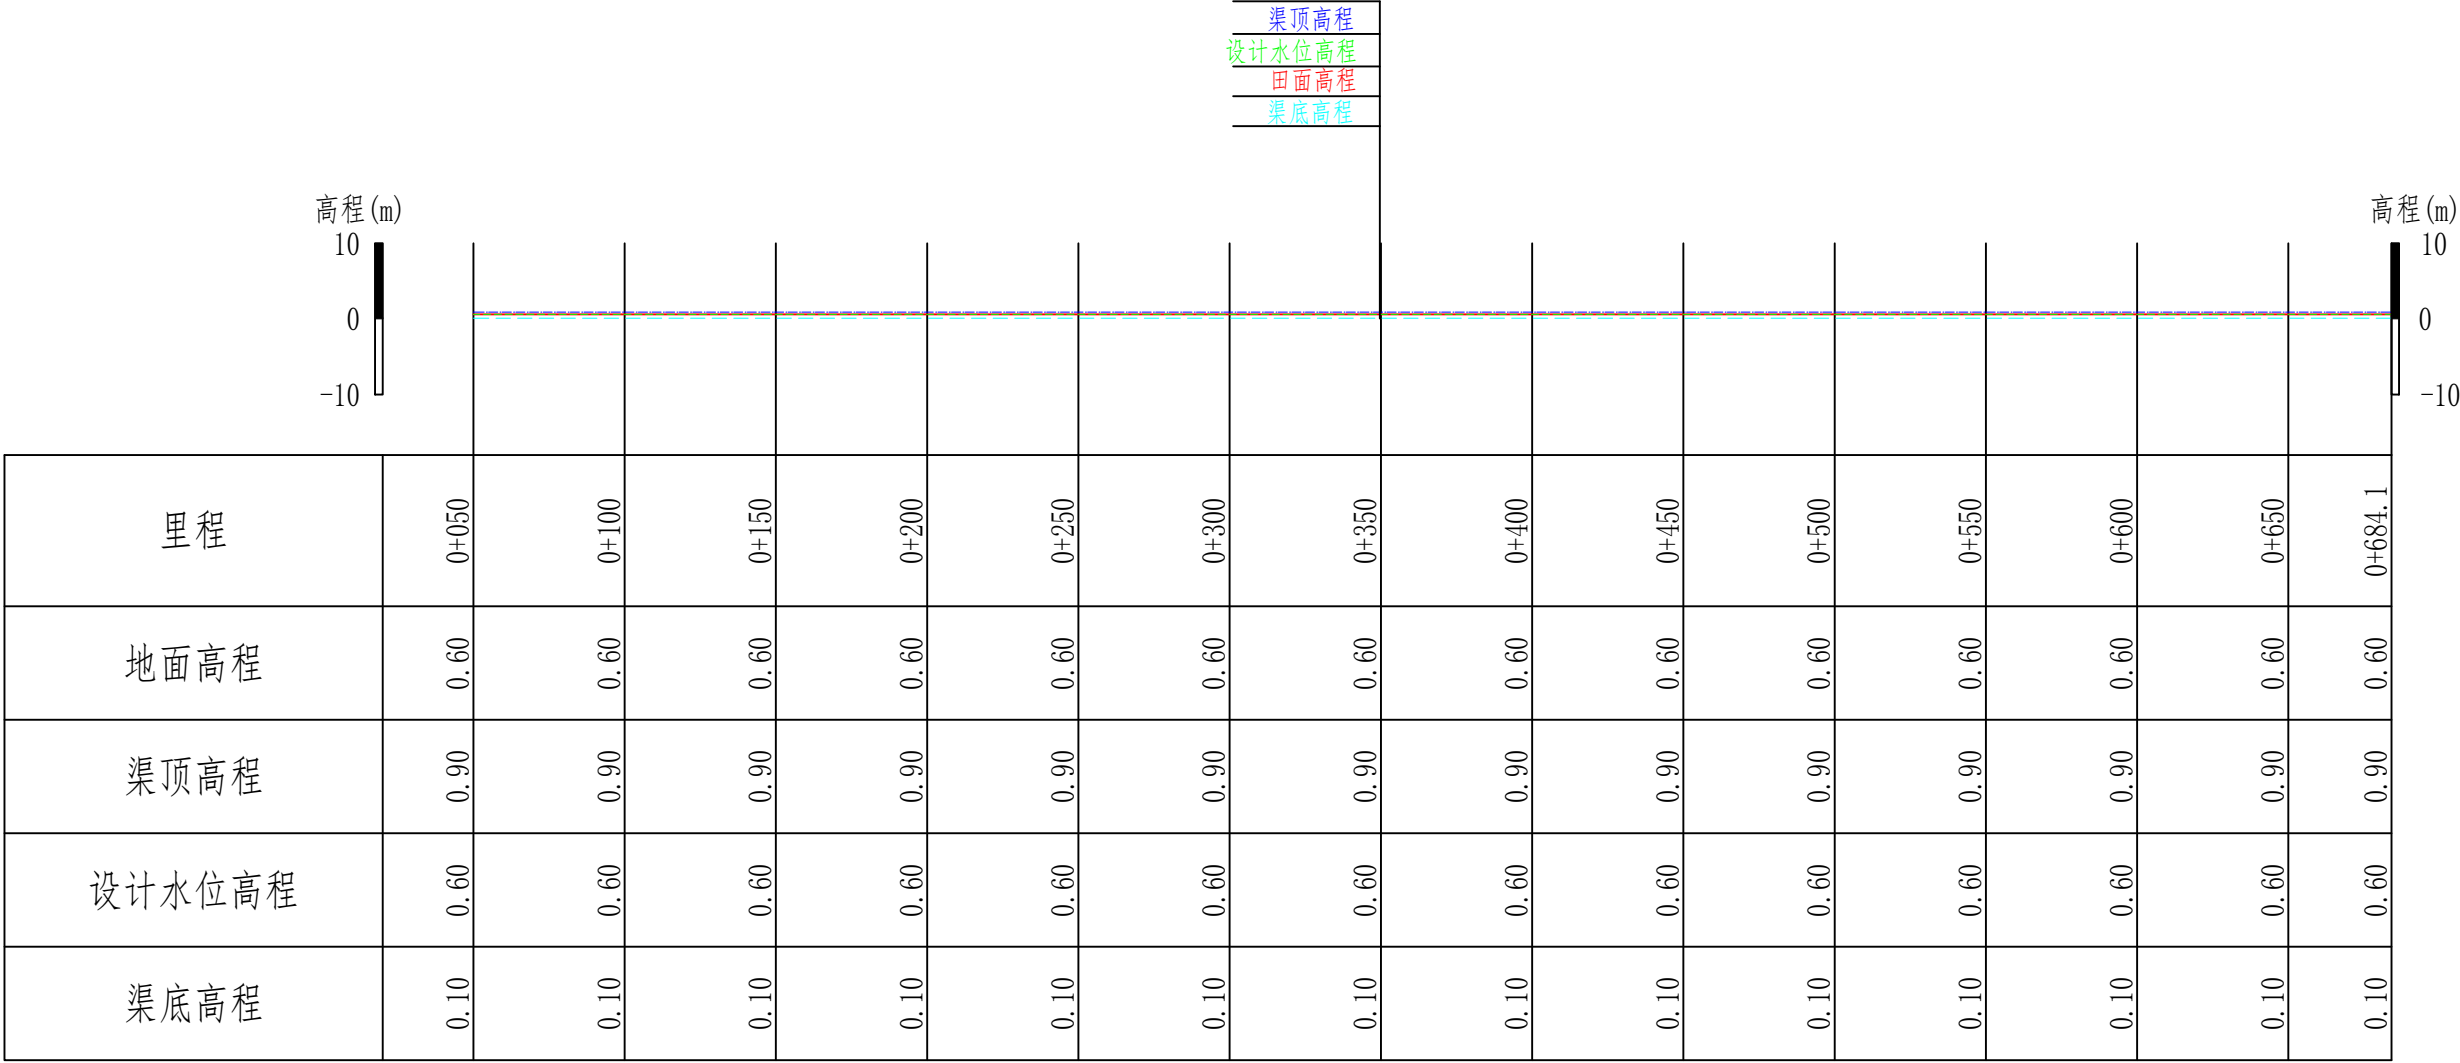 渠顶高程
设计水位高程
田面高程
渠底高程
高程(m) 高程(m)
10 10
0 0
-10 -10
里程 0+050 0+100 0+150 0+200 0+250 0+300 0+350 0+400 0+450 0+500 0+550 0+600 0+650 0+684.1
地面高程 0.60 0.60 0.60 0.60 0.60 0.60 0.60 0.60 0.60 0.60 0.60 0.60 0.60 0.60
渠顶高程 0.90 0.90 0.90 0.90 0.90 0.90 0.90 0.90 0.90 0.90 0.90 0.90 0.90 0.90
设计水位高程 0.60 0.60 0.60 0.60 0.60 0.60 0.60 0.60 0.60 0.60 0.60 0.60 0.60 0.60
渠底高程 0.10 0.10 0.10 0.10 0.10 0.10 0.10 0.10 0.10 0.10 0.10 0.10 0.10 0.10